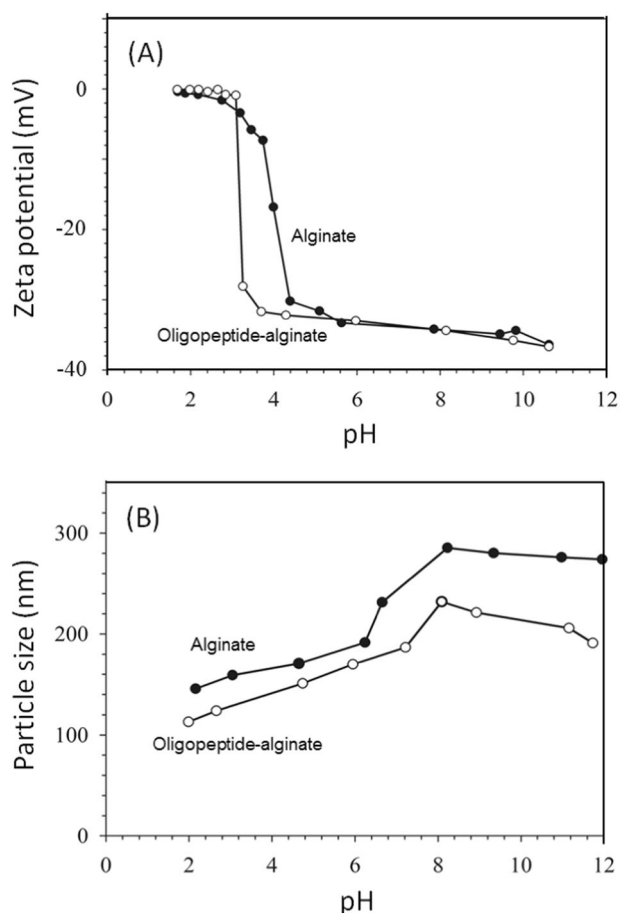 (A)
0
-20
-40
Zeta potential (mV)
Alginate
Oligopeptide-alginate
0 2 4 6 8 10 12
pH
(B)
300
200
100
0
Particle size (nm)
Alginate
Oligopeptide-alginate
0 2 4 6 8 10 12
pH